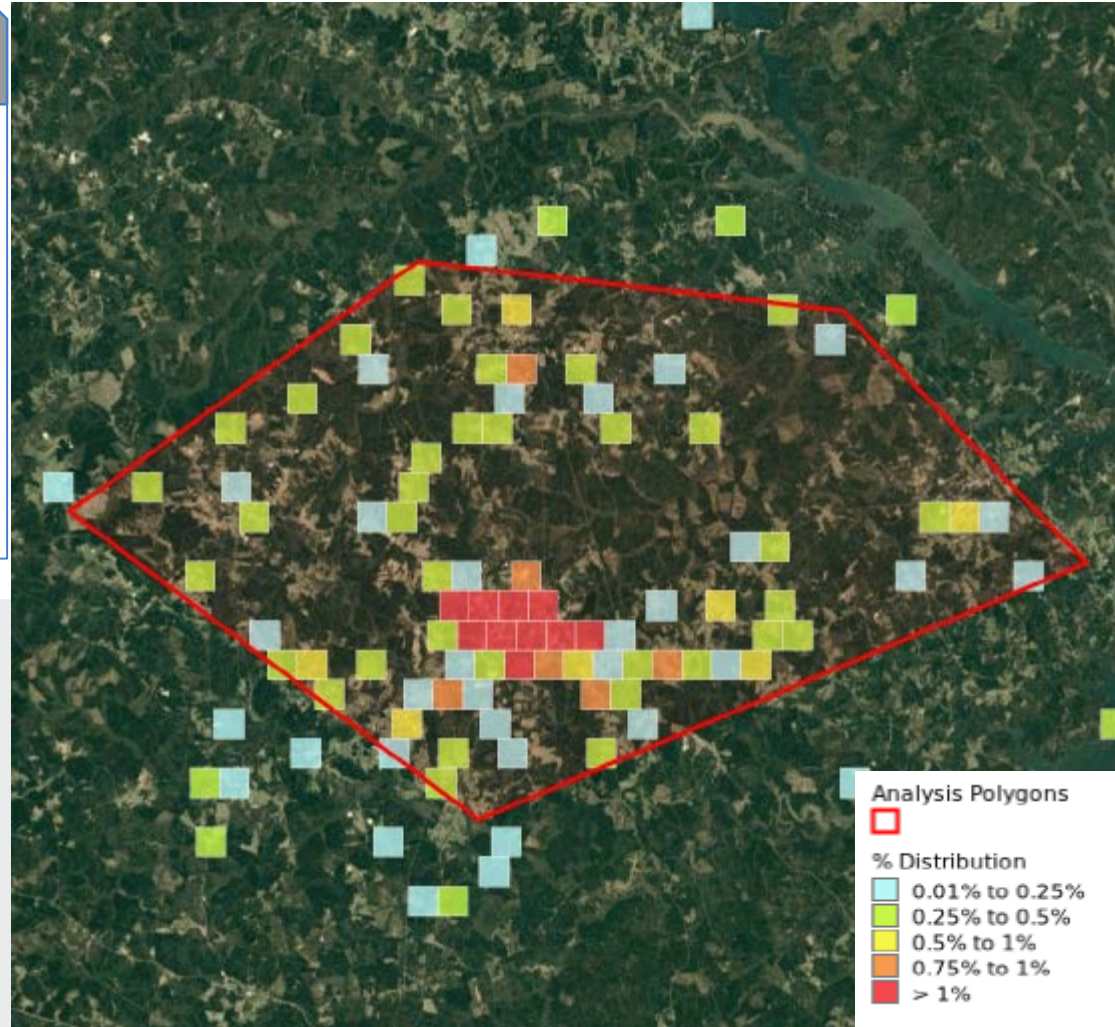 Analysis Polygons
% Distribution
0.01% to 0.25%
0.25% to 0.5%
0.5% to 1%
0.75% to 1%
> 1%